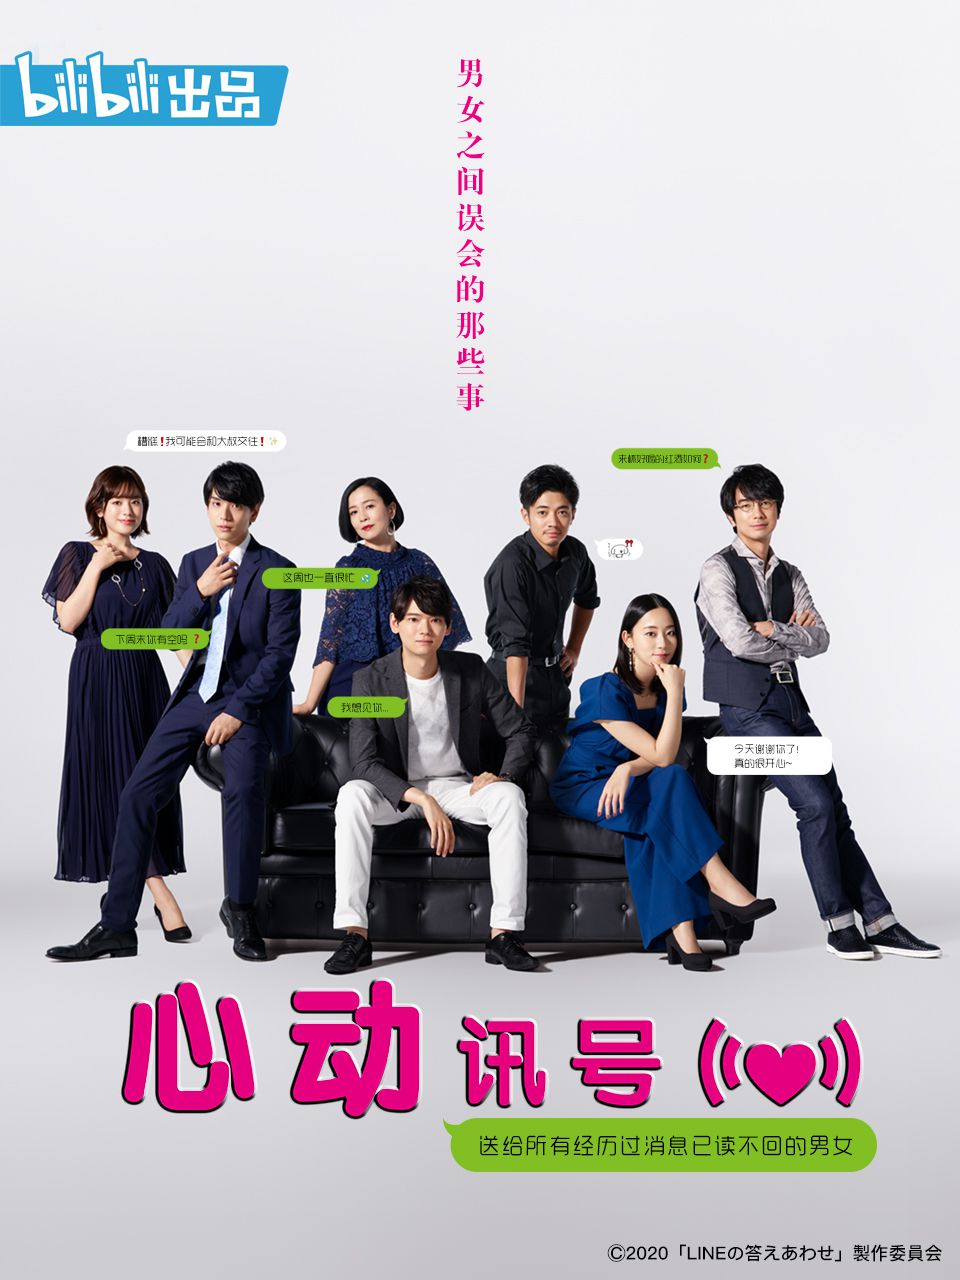 bilibili出品
男女之间误会的那些事
糟糕!我可能会和大叔交往!
来杯好喝的红酒如何?
这周也一直很忙
下周末你有空吗?
我想见你...
今天谢谢你了!
真的很开心~
心动讯号
送给所有经历过消息已读不回的男女
©2020「LINEの答えあわせ」製作委員会